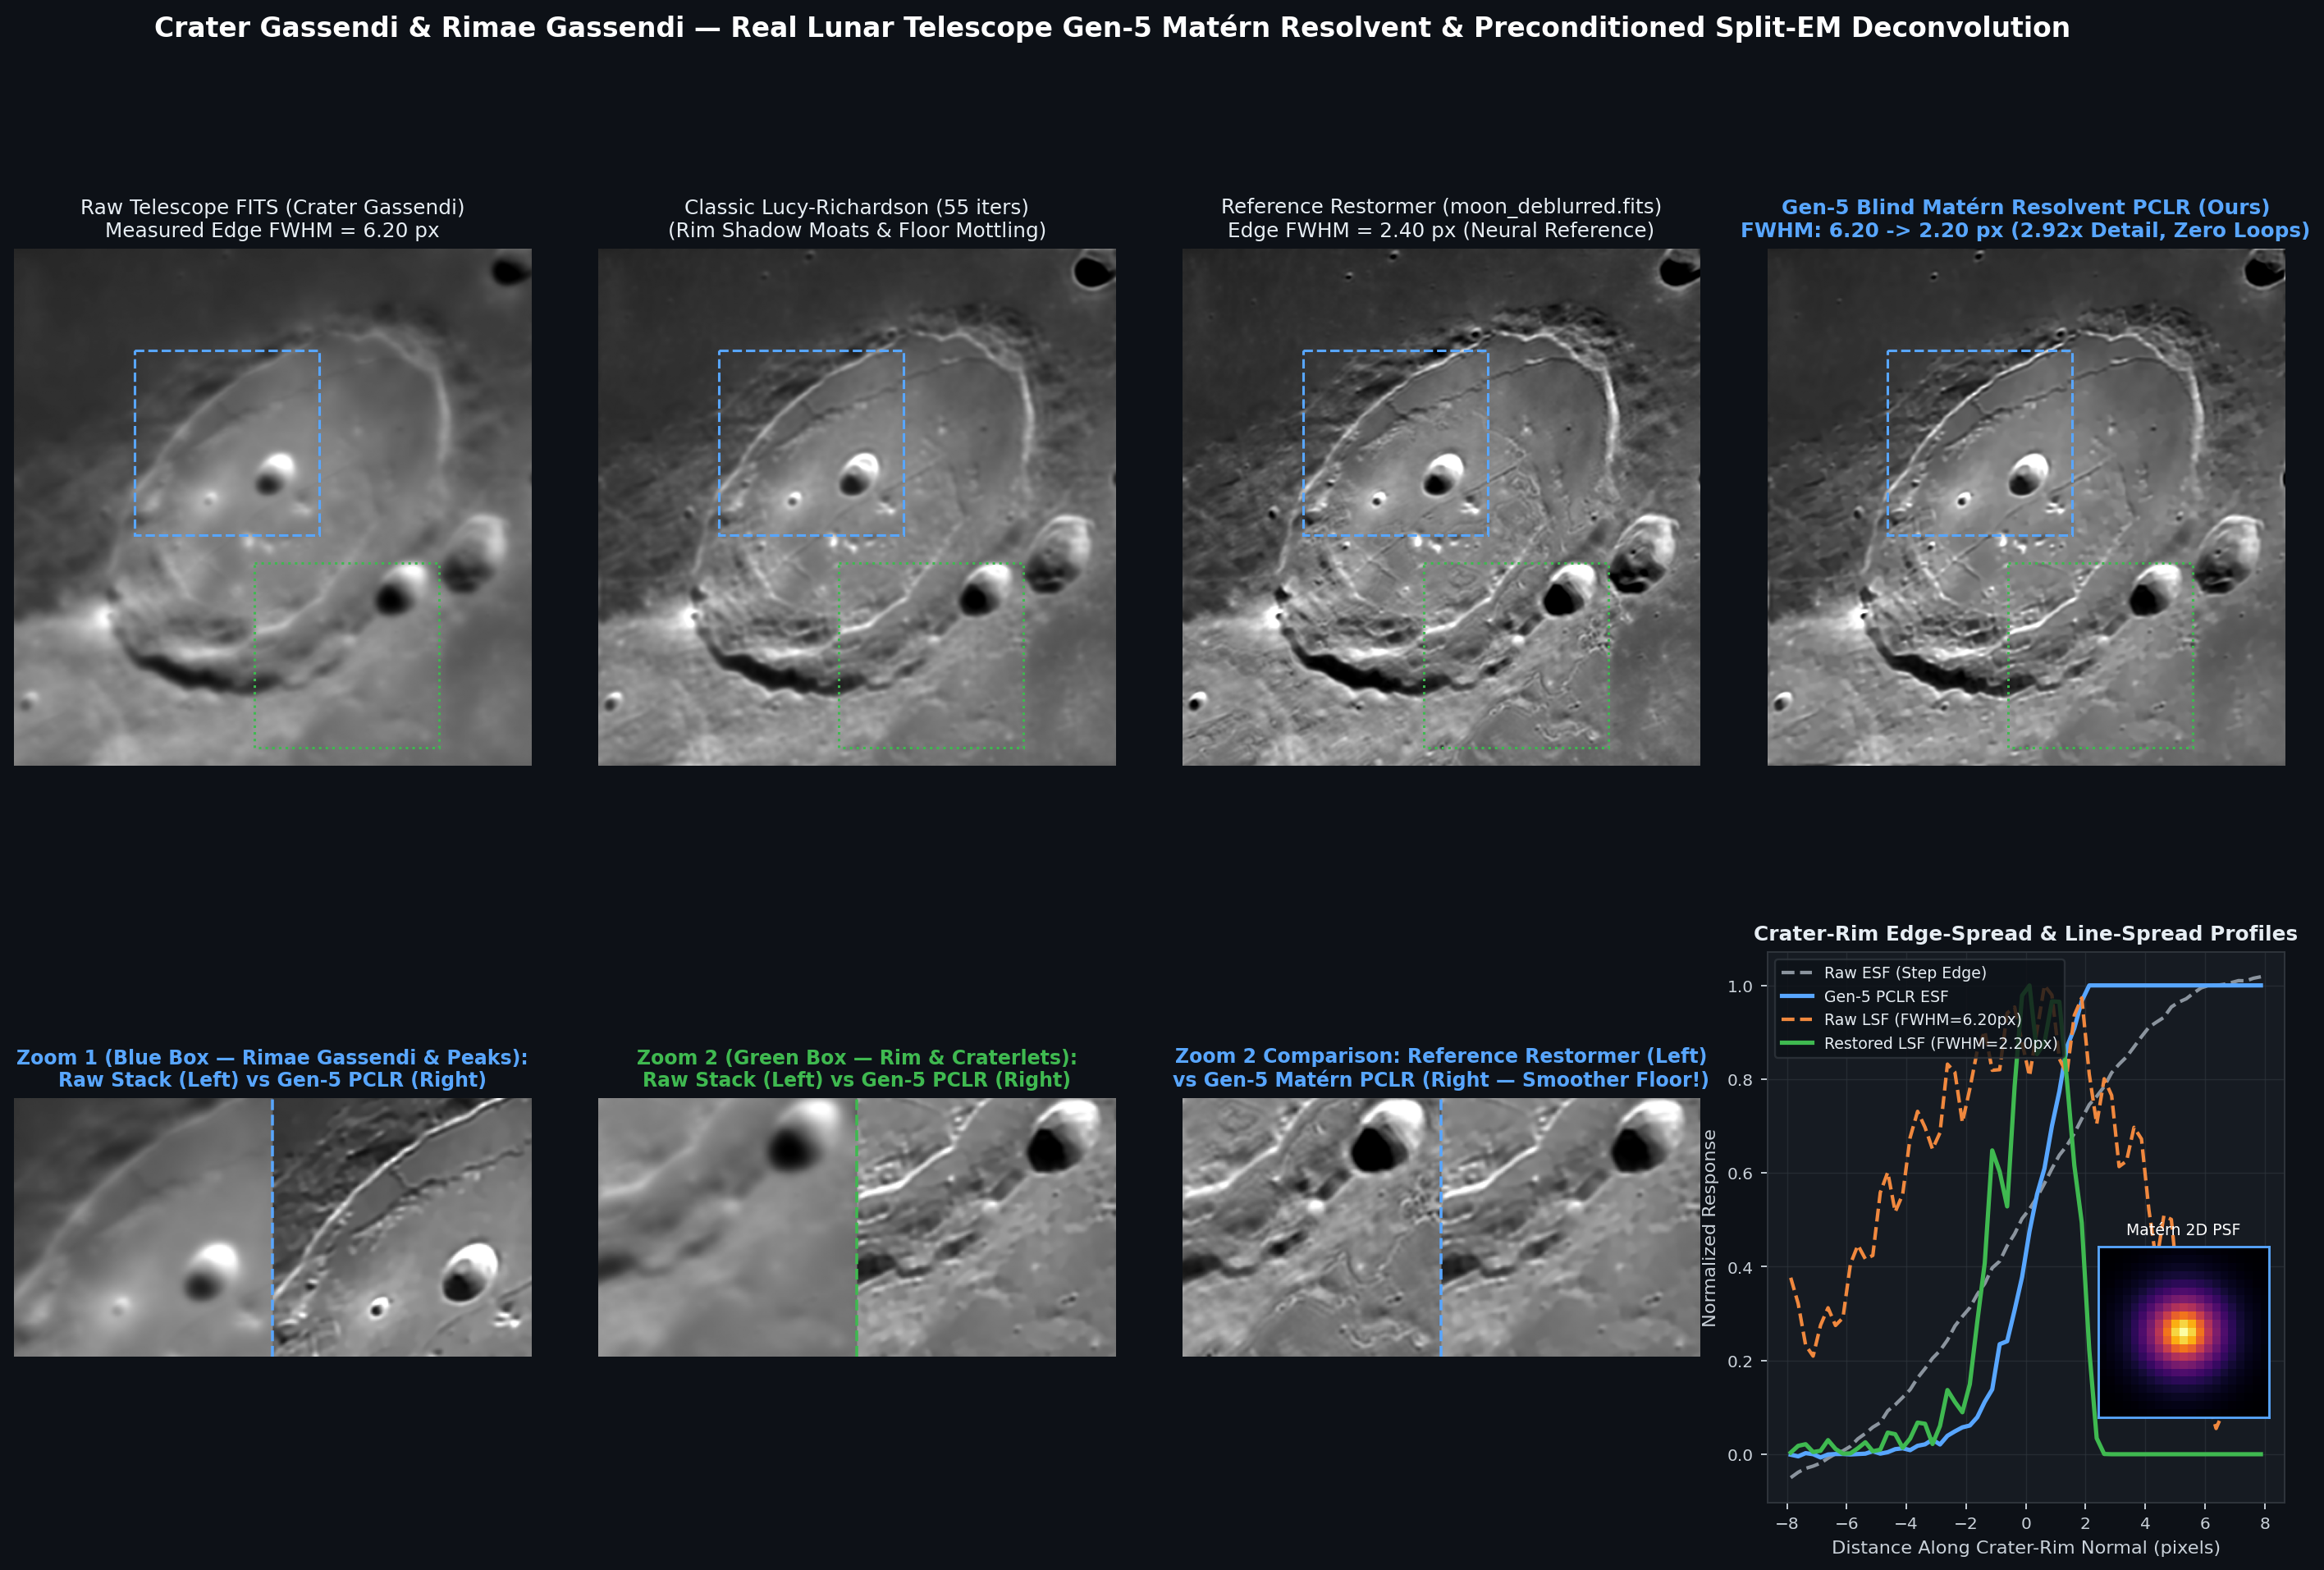 Crater Gassendi & Rimae Gassendi — Real Lunar Telescope Gen-5 Matérn Resolvent & Preconditioned Split-EM Deconvolution
Raw Telescope FITS (Crater Gassendi)
Measured Edge FWHM = 6.20 px
Classic Lucy-Richardson (55 iters)
(Rim Shadow Moats & Floor Mottling)
Reference Restormer (moon_deblurred.fits)
Edge FWHM = 2.40 px (Neural Reference)
Gen-5 Blind Matérn Resolvent PCLR (Ours)
FWHM: 6.20 -> 2.20 px (2.92x Detail, Zero Loops)
Zoom 1 (Blue Box — Rimae Gassendi & Peaks):
Raw Stack (Left) vs Gen-5 PCLR (Right)
Zoom 2 (Green Box — Rim & Craterlets):
Raw Stack (Left) vs Gen-5 PCLR (Right)
Zoom 2 Comparison: Reference Restormer (Left)
vs Gen-5 Matérn PCLR (Right — Smoother Floor!)
Crater-Rim Edge-Spread & Line-Spread Profiles
Raw ESF (Step Edge)
Gen-5 PCLR ESF
Raw LSF (FWHM=6.20px)
Restored LSF (FWHM=2.20px)
Normalized Response
1.0
0.8
0.6
0.4
0.2
0.0
Matérn 2D PSF
−8 −6 −4 −2 0 2 4 6 8
Distance Along Crater-Rim Normal (pixels)